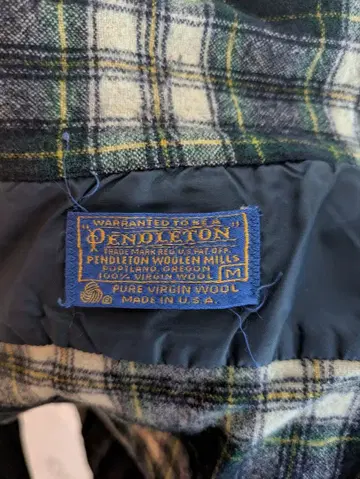 "WARRANTED TO BE A
"PENDLETON"
TRADE MARK REG. U.S. PAT. OFF.
PENDLETON WOOLEN MILLS
PORTLAND, OREGON
100% VIRGIN WOOL
M
PURE VIRGIN WOOL
MADE IN U.S.A.